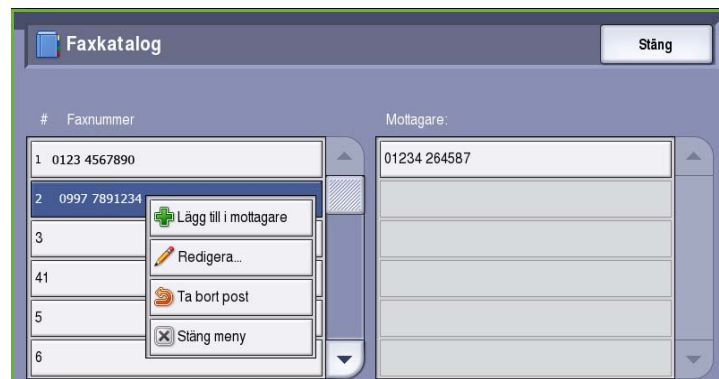 Faxkatalog
Stäng
# Faxnummer
Mottagare:
1 0123 4567890
01234 264587
2 0997 7891234
Lägg till i mottagare
3
Redigera...
41
Ta bort post
5
Stäng meny
6